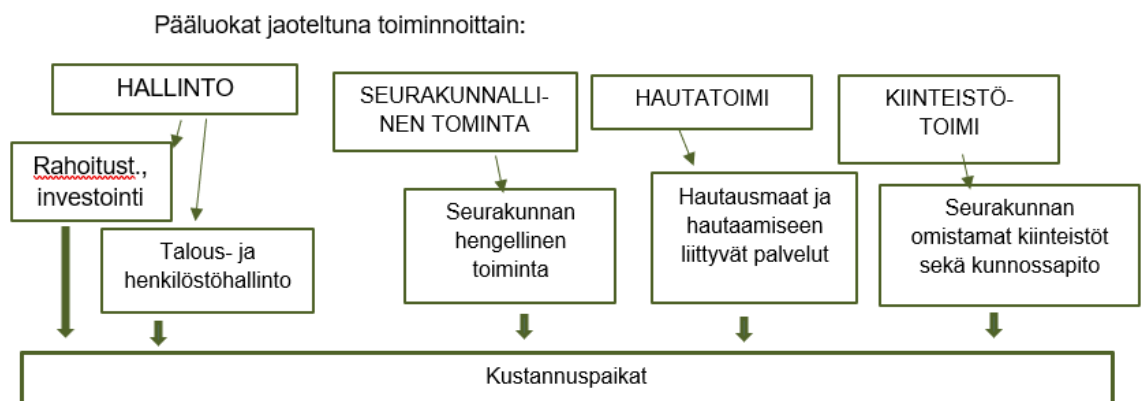 Pääluokat jaoteltuna toiminnoittain:
HALLINTO
SEURAKUNNALLI-
NEN TOMINTA
HAUTATOIMI
KIINTEISTÖ-
TOIMI
Rahoitust.,
investointi
Talous- ja
henkilöstöhallinto
Seurakunnan
hengellinen
toiminta
Hautausmaat ja
hautaamiseen
liittyvät palvelut
Seurakunnan
omistamat kiinteistöt
sekä kunnossapito
Kustannuspaikat